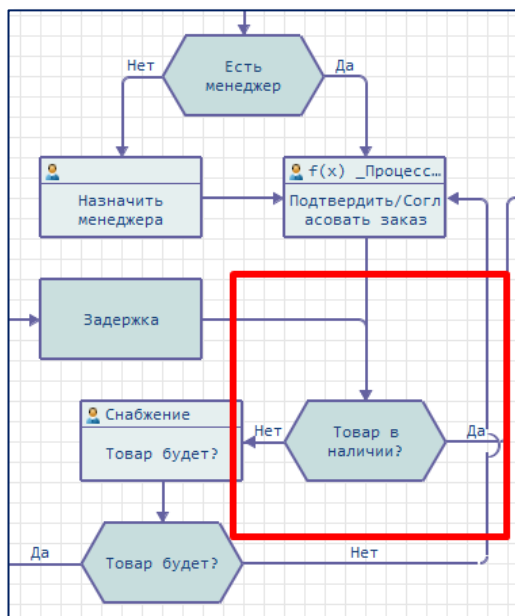 Есть
менеджер
Нет
Да
f(x) _Процесс...
Назначить
менеджера
Подтвердить/Согл
асовать заказ
Задержка
Снабжение
Товар будет?
Нет
Товар в
наличии?
Да
Да
Товар будет?
Нет